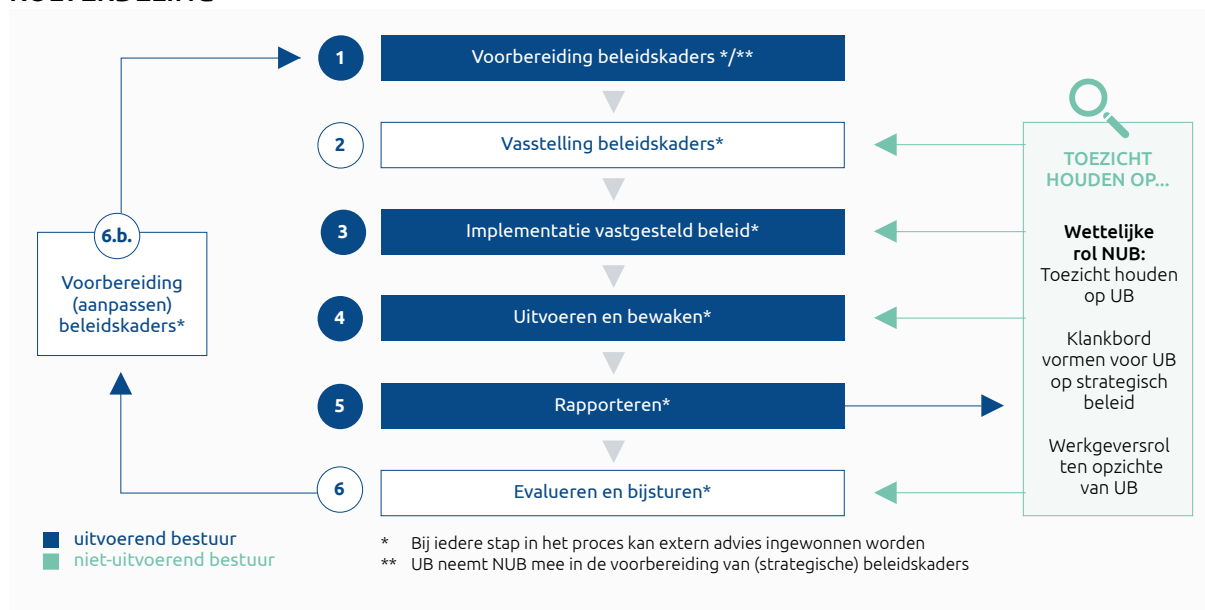 1
Voorbereiding beleidskaders */**
2
Vasstelling beleidskaders*
3
Implementatie vastgesteld beleid*
4
Uitvoeren en bewaken*
5
Rapporteren*
6
Evalueren en bijsturen*
6.b.
Voorbereiding
(aanpassen)
beleidskaders*
TOEZICHT
HOUDEN OP...
Wettelijke
rol NUB:
Toezicht houden
op UB
Klankbord
vormen voor UB
op strategisch
beleid
Werkgeversrol
ten opzichte
van UB
uitvoerend bestuur
niet-uitvoerend bestuur
* Bij iedere stap in het proces kan extern advies ingewonnen worden
** UB neemt NUB mee in de voorbereiding van (strategische) beleidskaders